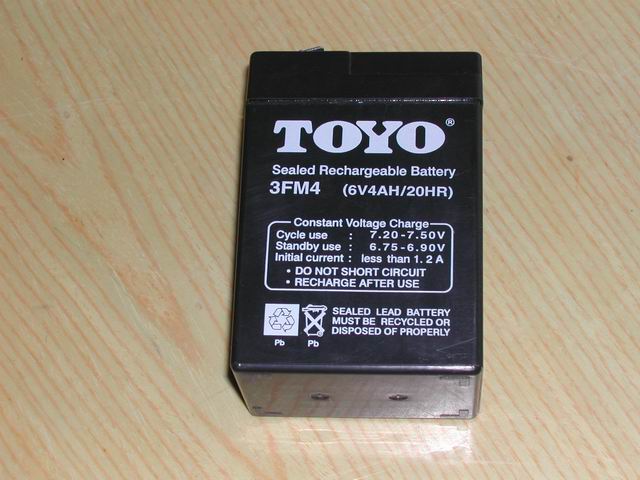 TOYO®
Sealed Rechargeable Battery
3FM4 (6V4AH/20HR)
Constant Voltage Charge
Cycle use : 7.20-7.50V
Standby use : 6.75-6.90V
Initial current : less than 1.2A
• DO NOT SHORT CIRCUIT
• RECHARGE AFTER USE
SEALED LEAD BATTERY
MUST BE RECYCLED OR
DISPOSED OF PROPERLY
Pb Pb